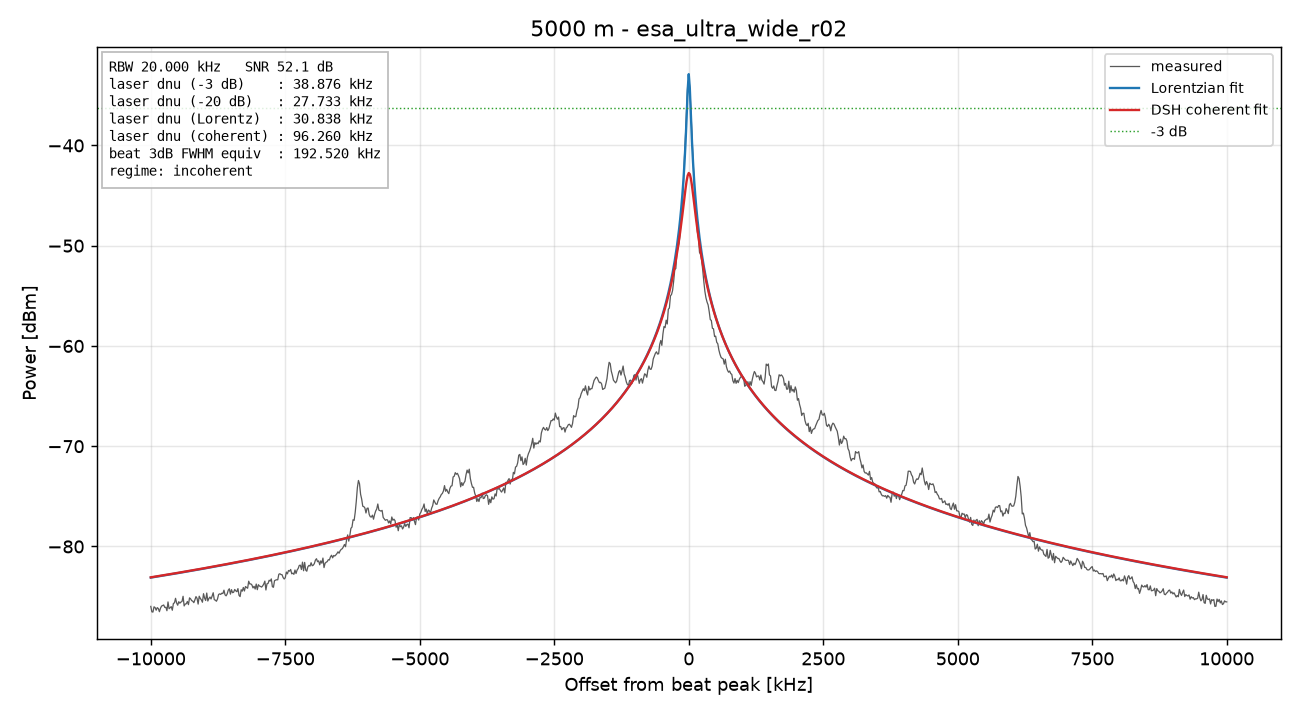 5000 m - esa_ultra_wide_r02
RBW 20.000 kHz   SNR 52.1 dB
laser dnu (-3 dB)    : 38.876 kHz
laser dnu (-20 dB)   : 27.733 kHz
laser dnu (Lorentz)  : 30.838 kHz
laser dnu (coherent) : 96.260 kHz
beat 3dB FWHM equiv  : 192.520 kHz
regime: incoherent
measured
Lorentzian fit
DSH coherent fit
-3 dB
Power [dBm]
−40
−50
−60
−70
−80
−10000
−7500
−5000
−2500
0
2500
5000
7500
10000
Offset from beat peak [kHz]